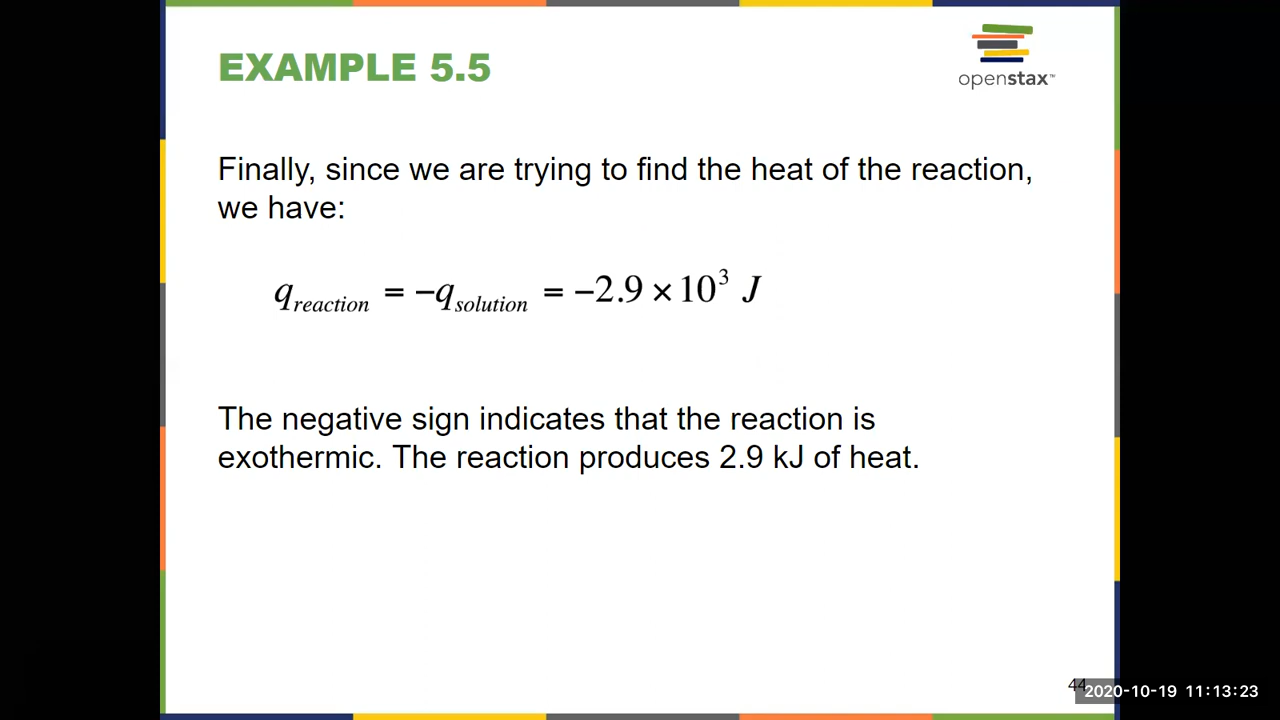 EXAMPLE 5.5
openstax™
Finally, since we are trying to find the heat of the reaction,
we have:
q_reaction = −q_solution = −2.9 × 10³ J
The negative sign indicates that the reaction is
exothermic. The reaction produces 2.9 kJ of heat.
44
2020-10-19 11:13:23